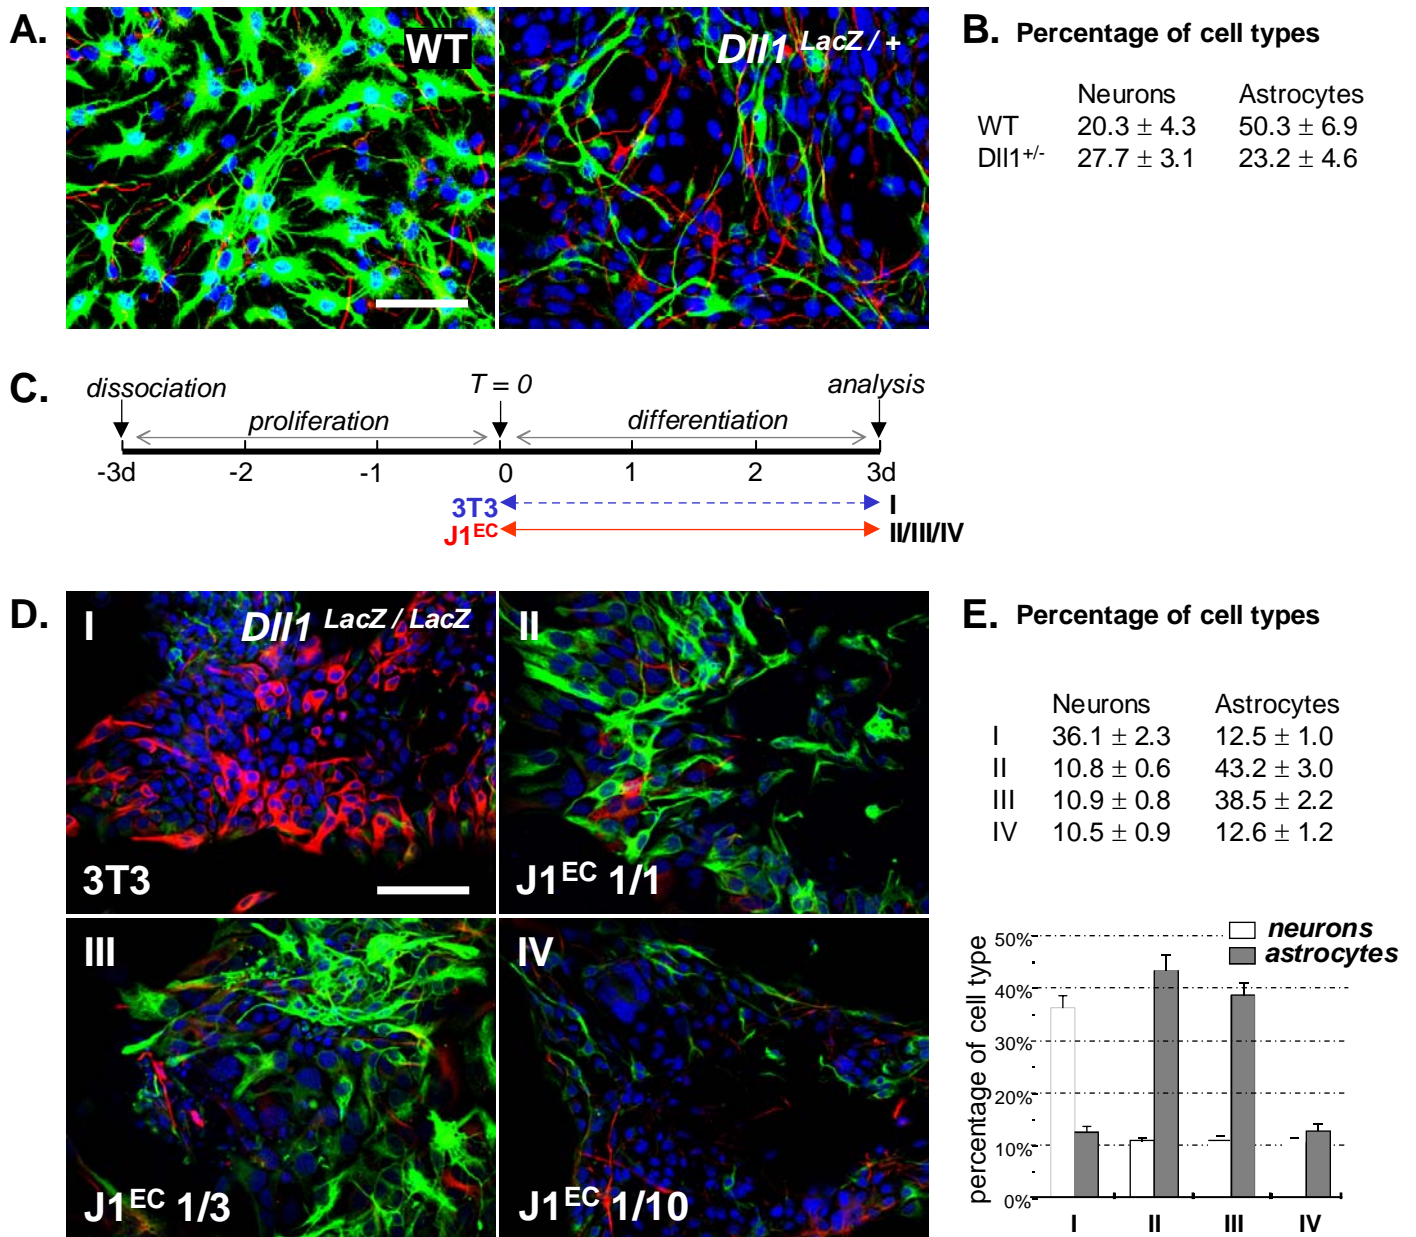 A.
WT
Dll1 LacZ / +
B. Percentage of cell types
Neurons Astrocytes
WT 20.3 ± 4.3 50.3 ± 6.9
Dll1+/- 27.7 ± 3.1 23.2 ± 4.6
C.
dissociation T = 0 analysis
proliferation differentiation
-3d -2 -1 0 1 2 3d
3T3 I
J1EC II/III/IV
D.
I Dll1 LacZ / LacZ
3T3
II
J1EC 1/1
III
J1EC 1/3
IV
J1EC 1/10
E. Percentage of cell types
Neurons Astrocytes
I 36.1 ± 2.3 12.5 ± 1.0
II 10.8 ± 0.6 43.2 ± 3.0
III 10.9 ± 0.8 38.5 ± 2.2
IV 10.5 ± 0.9 12.6 ± 1.2
neurons
astrocytes
percentage of cell type
50%
40%
30%
20%
10%
0%
I II III IV